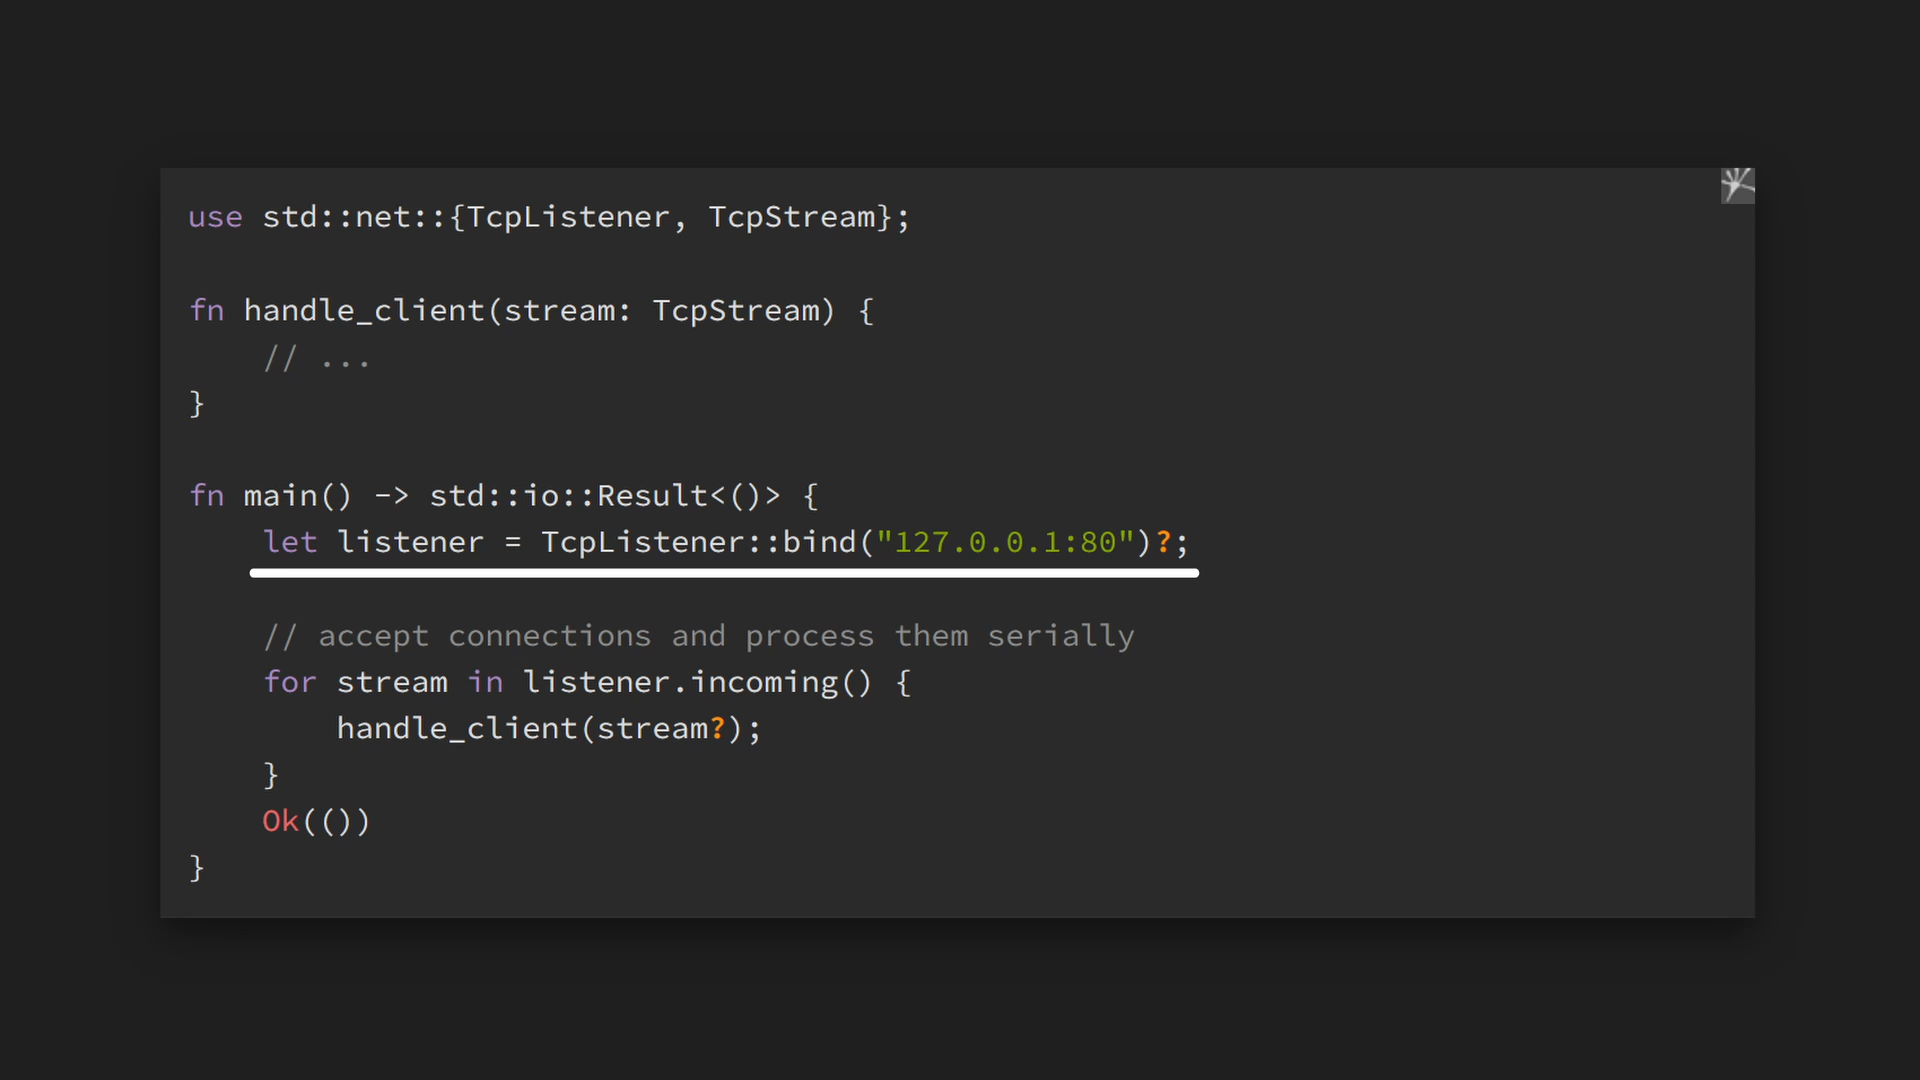 use std::net::{TcpListener, TcpStream};
fn handle_client(stream: TcpStream) {
    // ...
}
fn main() -> std::io::Result<()> {
    let listener = TcpListener::bind("127.0.0.1:80")?;
    // accept connections and process them serially
    for stream in listener.incoming() {
        handle_client(stream?);
    }
    Ok(())
}